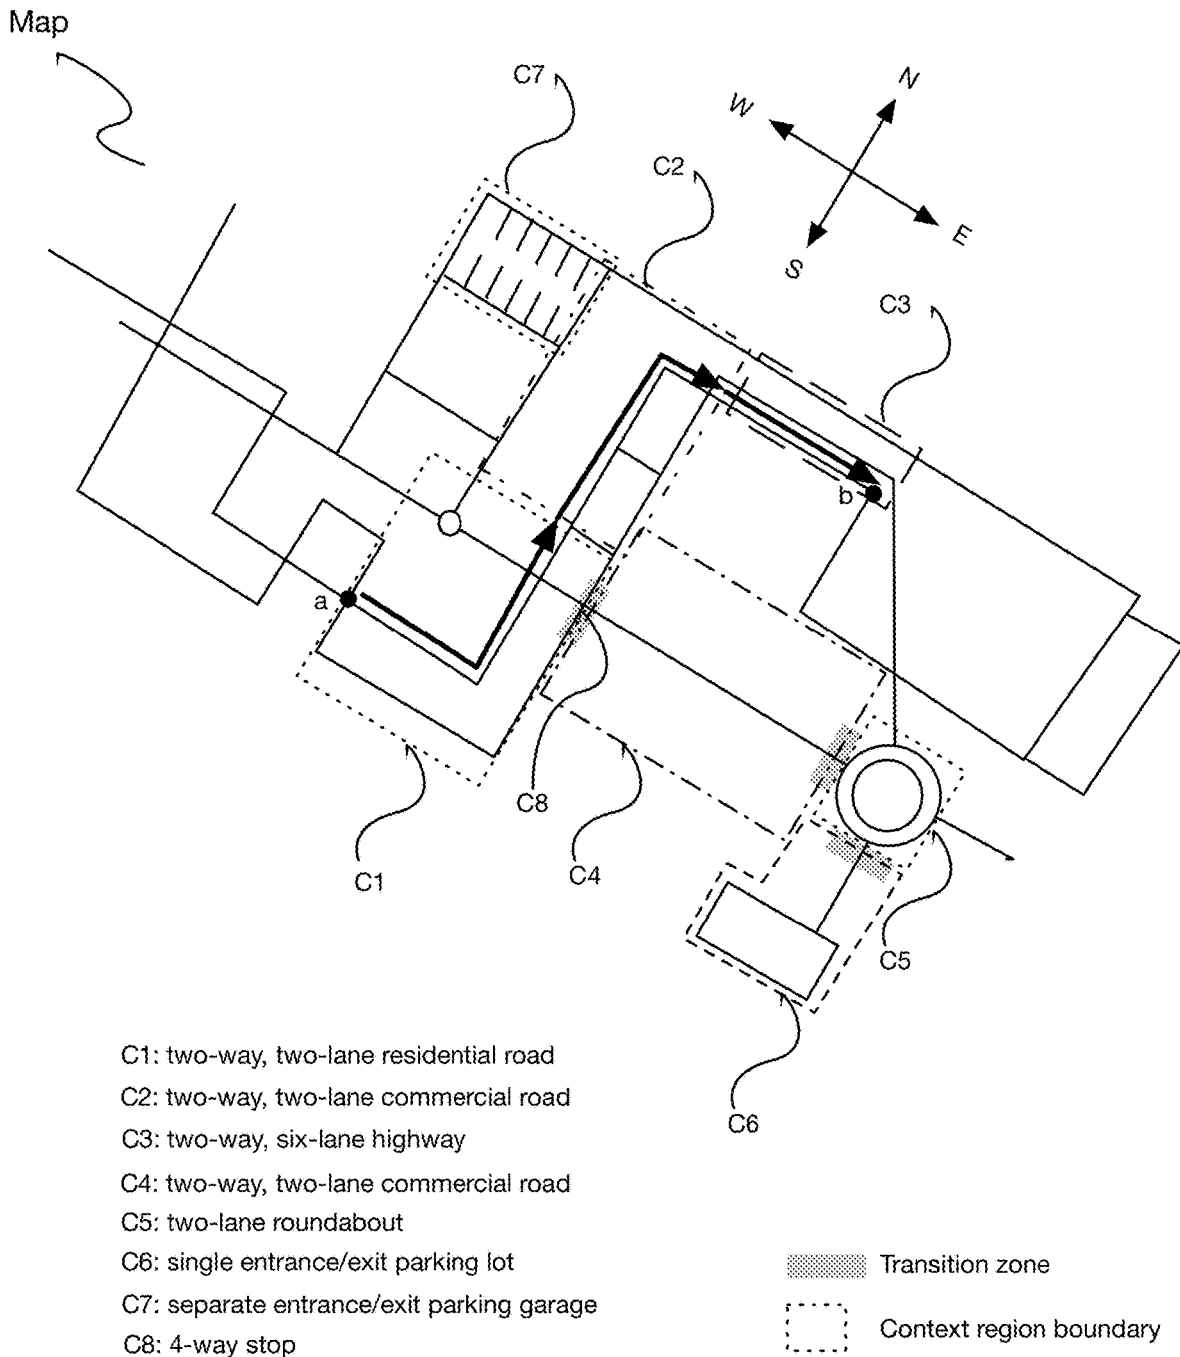 Map
C7
N
W
C2
E
S
C3
b
a
C8
C1
C4
C5
C6
C1: two-way, two-lane residential road
C2: two-way, two-lane commercial road
C3: two-way, six-lane highway
C4: two-way, two-lane commercial road
C5: two-lane roundabout
C6: single entrance/exit parking lot
C7: separate entrance/exit parking garage
C8: 4-way stop
Transition zone
Context region boundary